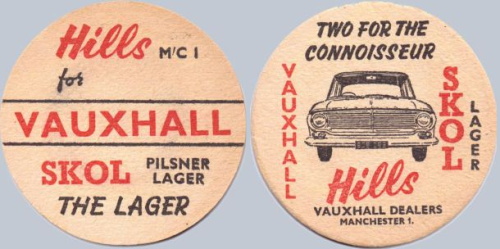 Hills M/C 1
for
VAUXHALL
SKOL PILSNER LAGER
THE LAGER
TWO FOR THE
CONNOISSEUR
VAUXHALL
SKOL
LAGER
Hills
VAUXHALL DEALERS
MANCHESTER 1.